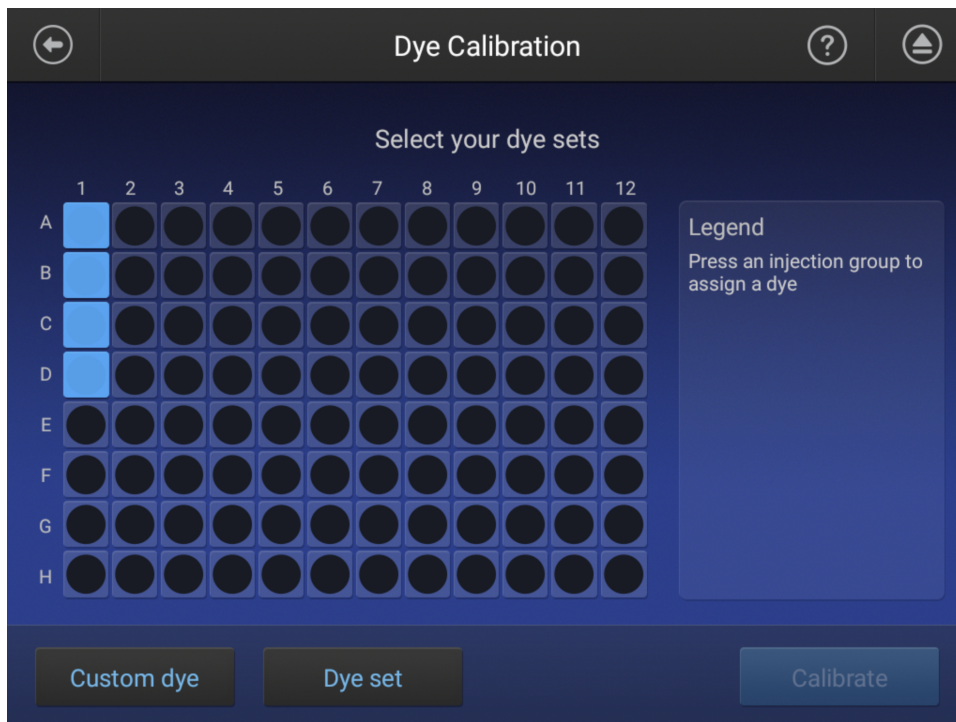 Dye Calibration
?
Select your dye sets
1 2 3 4 5 6 7 8 9 10 11 12
A
B
C
D
E
F
G
H
Legend
Press an injection group to
assign a dye
Custom dye
Dye set
Calibrate